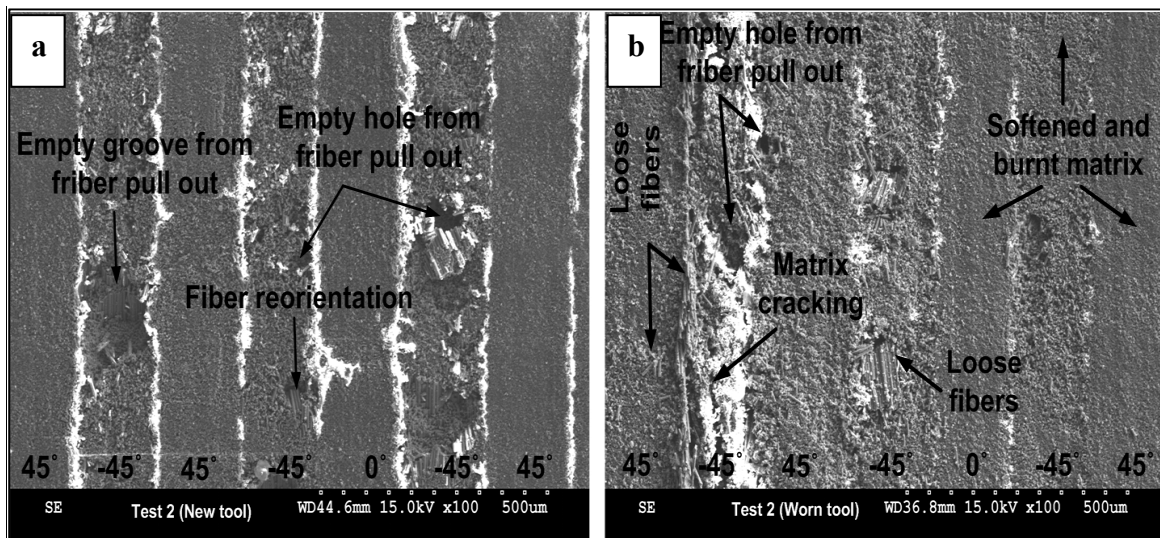 a
Empty groove from
friber pull out
Empty hole from
friber pull out
Fiber reorientation
45° -45° 45° -45° 0° -45° 45°
SE Test 2 (New tool) WD44.6mm 15.0kV x100 500um
b
Empty hole from
friber pull out
Loose
fibers
Softened and
burnt matrix
Matrix
cracking
Loose
fibers
45° -45° 45° -45° 0° -45° 45°
SE Test 2 (Worn tool) WD36.8mm 15.0kV x100 500um